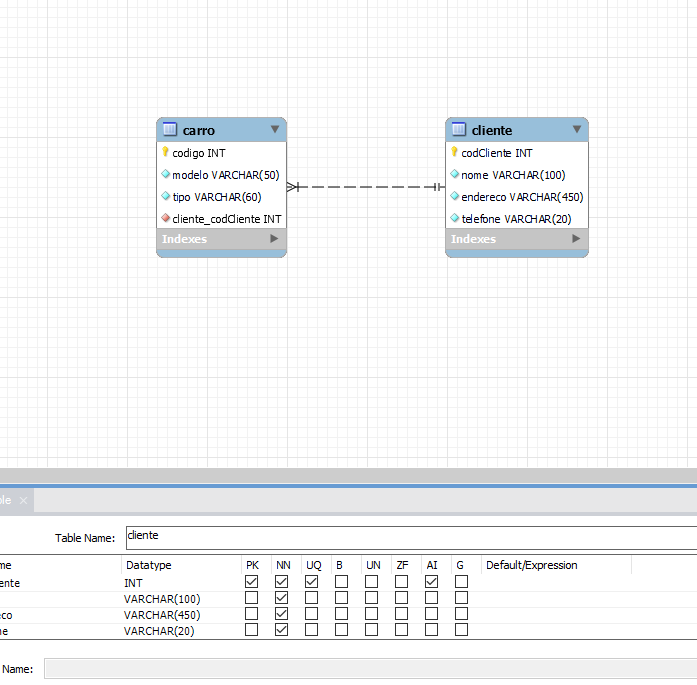 carro
codigo INT
modelo VARCHAR(50)
tipo VARCHAR(60)
cliente_codCliente INT
Indexes
cliente
codCliente INT
nome VARCHAR(100)
endereco VARCHAR(450)
telefone VARCHAR(20)
Indexes
ble
Table Name: cliente
me Datatype PK NN UQ B UN ZF AI G Default/Expression
ente INT
VARCHAR(100)
eco VARCHAR(450)
ne VARCHAR(20)
Name: